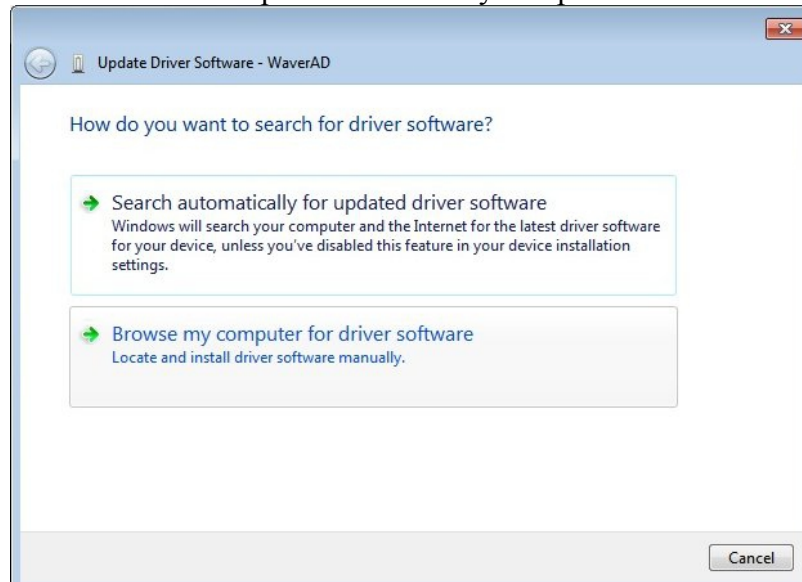 Update Driver Software - WaverAD
How do you want to search for driver software?
Search automatically for updated driver software
Windows will search your computer and the Internet for the latest driver software
for your device, unless you've disabled this feature in your device installation
settings.
Browse my computer for driver software
Locate and install driver software manually.
Cancel